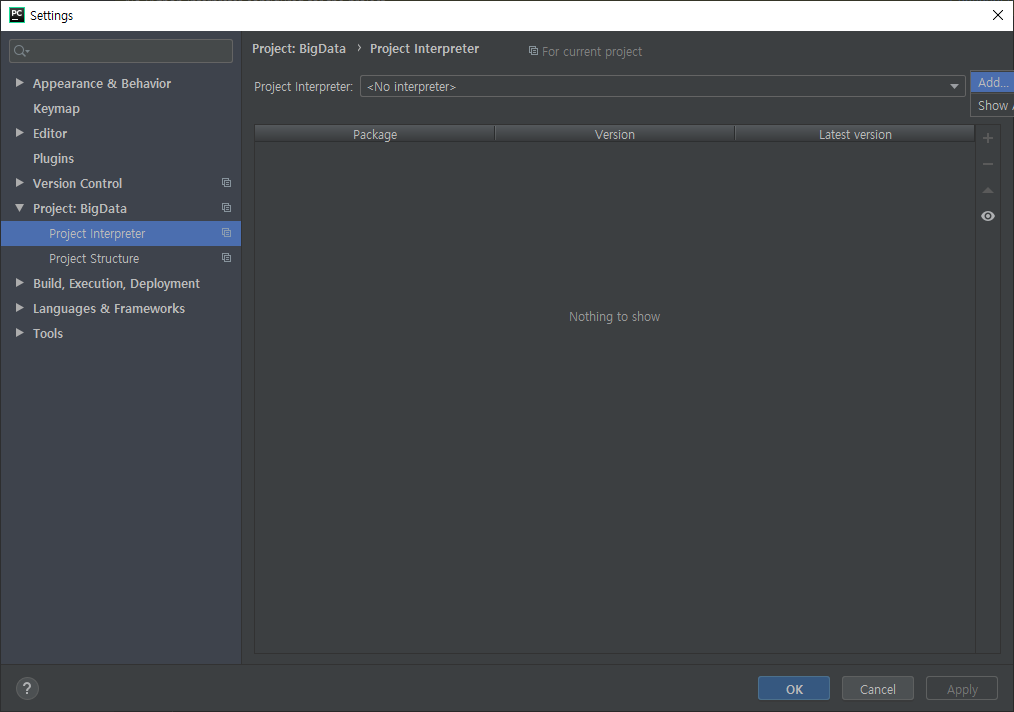 PC
Settings
Project: BigData › Project Interpreter For current project
Project Interpreter: <No interpreter> Add...
Show
Appearance & Behavior
Keymap
Editor
Plugins
Version Control
Project: BigData
Project Interpreter
Project Structure
Build, Execution, Deployment
Languages & Frameworks
Tools
Package Version Latest version
Nothing to show
? OK Cancel Apply